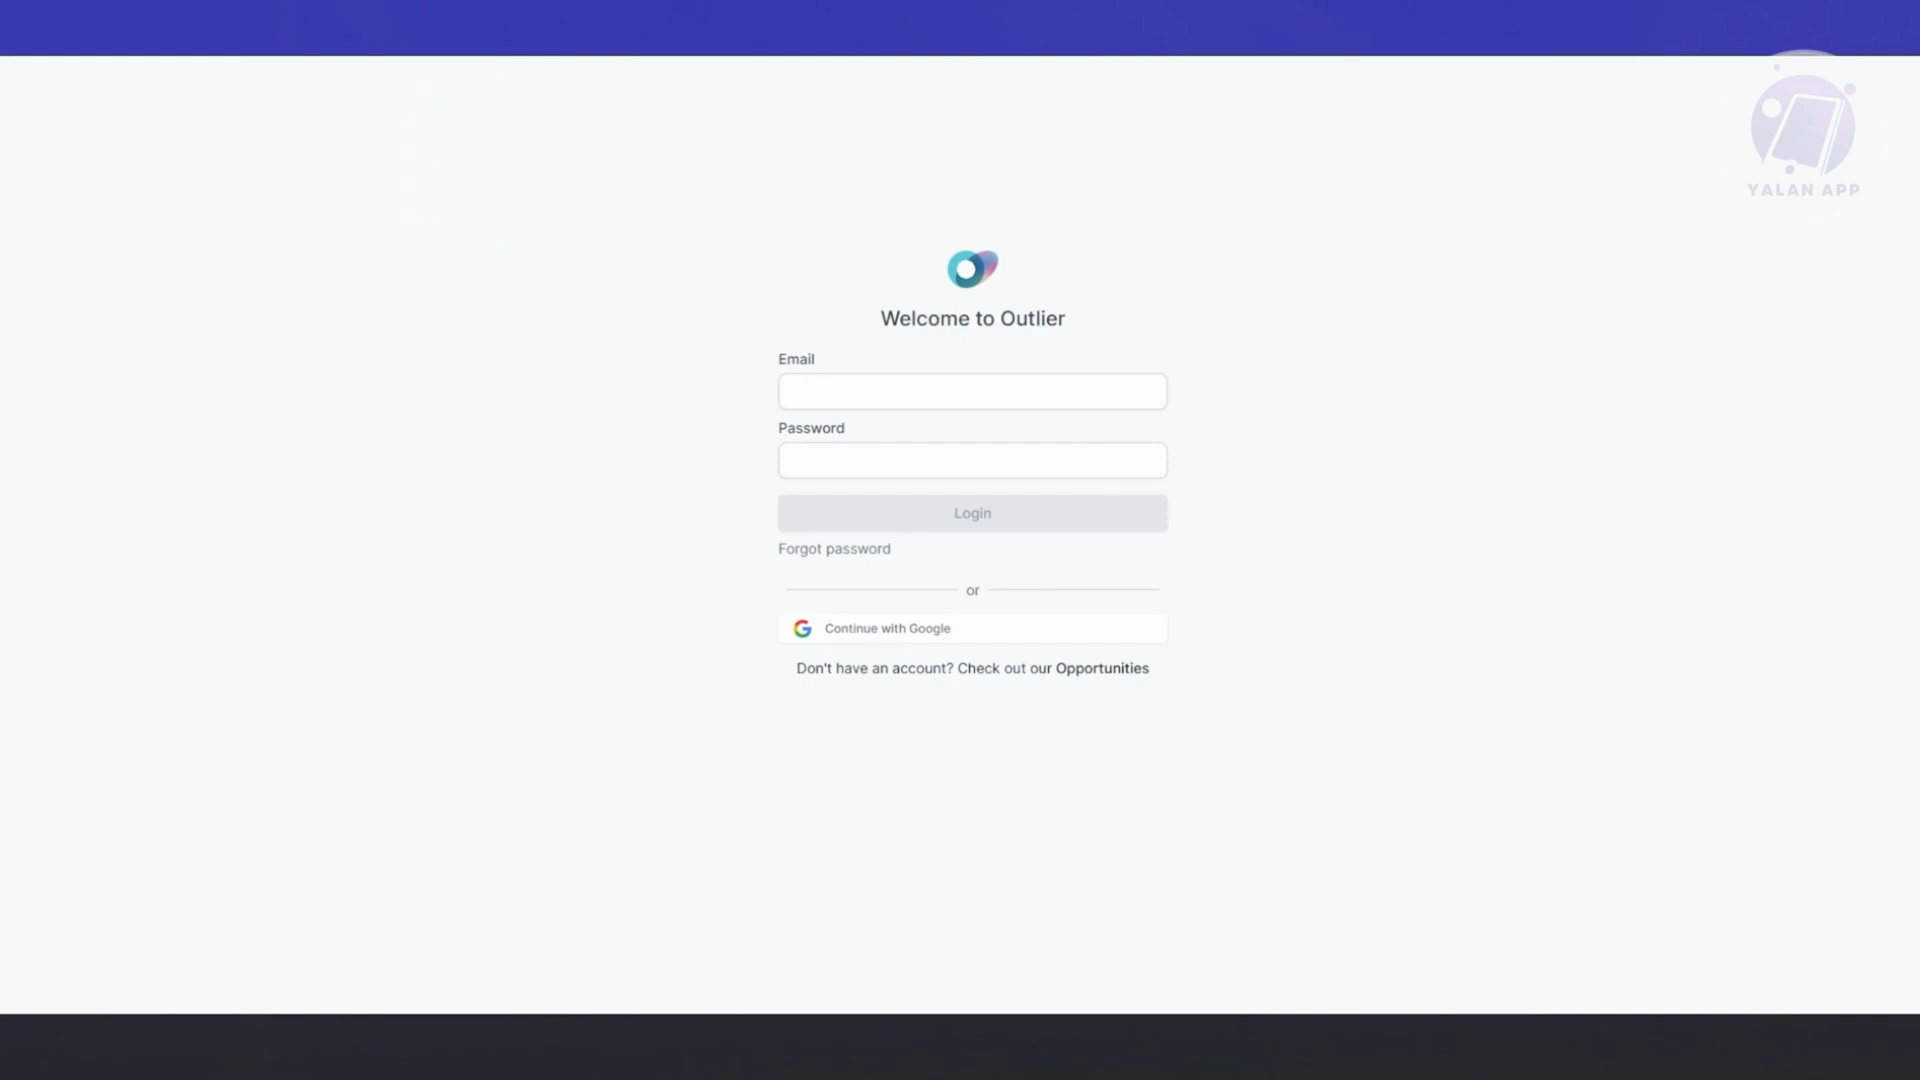 YALAN APP
Welcome to Outlier
Email
Password
Login
Forgot password
or
Continue with Google
Don't have an account? Check out our Opportunities